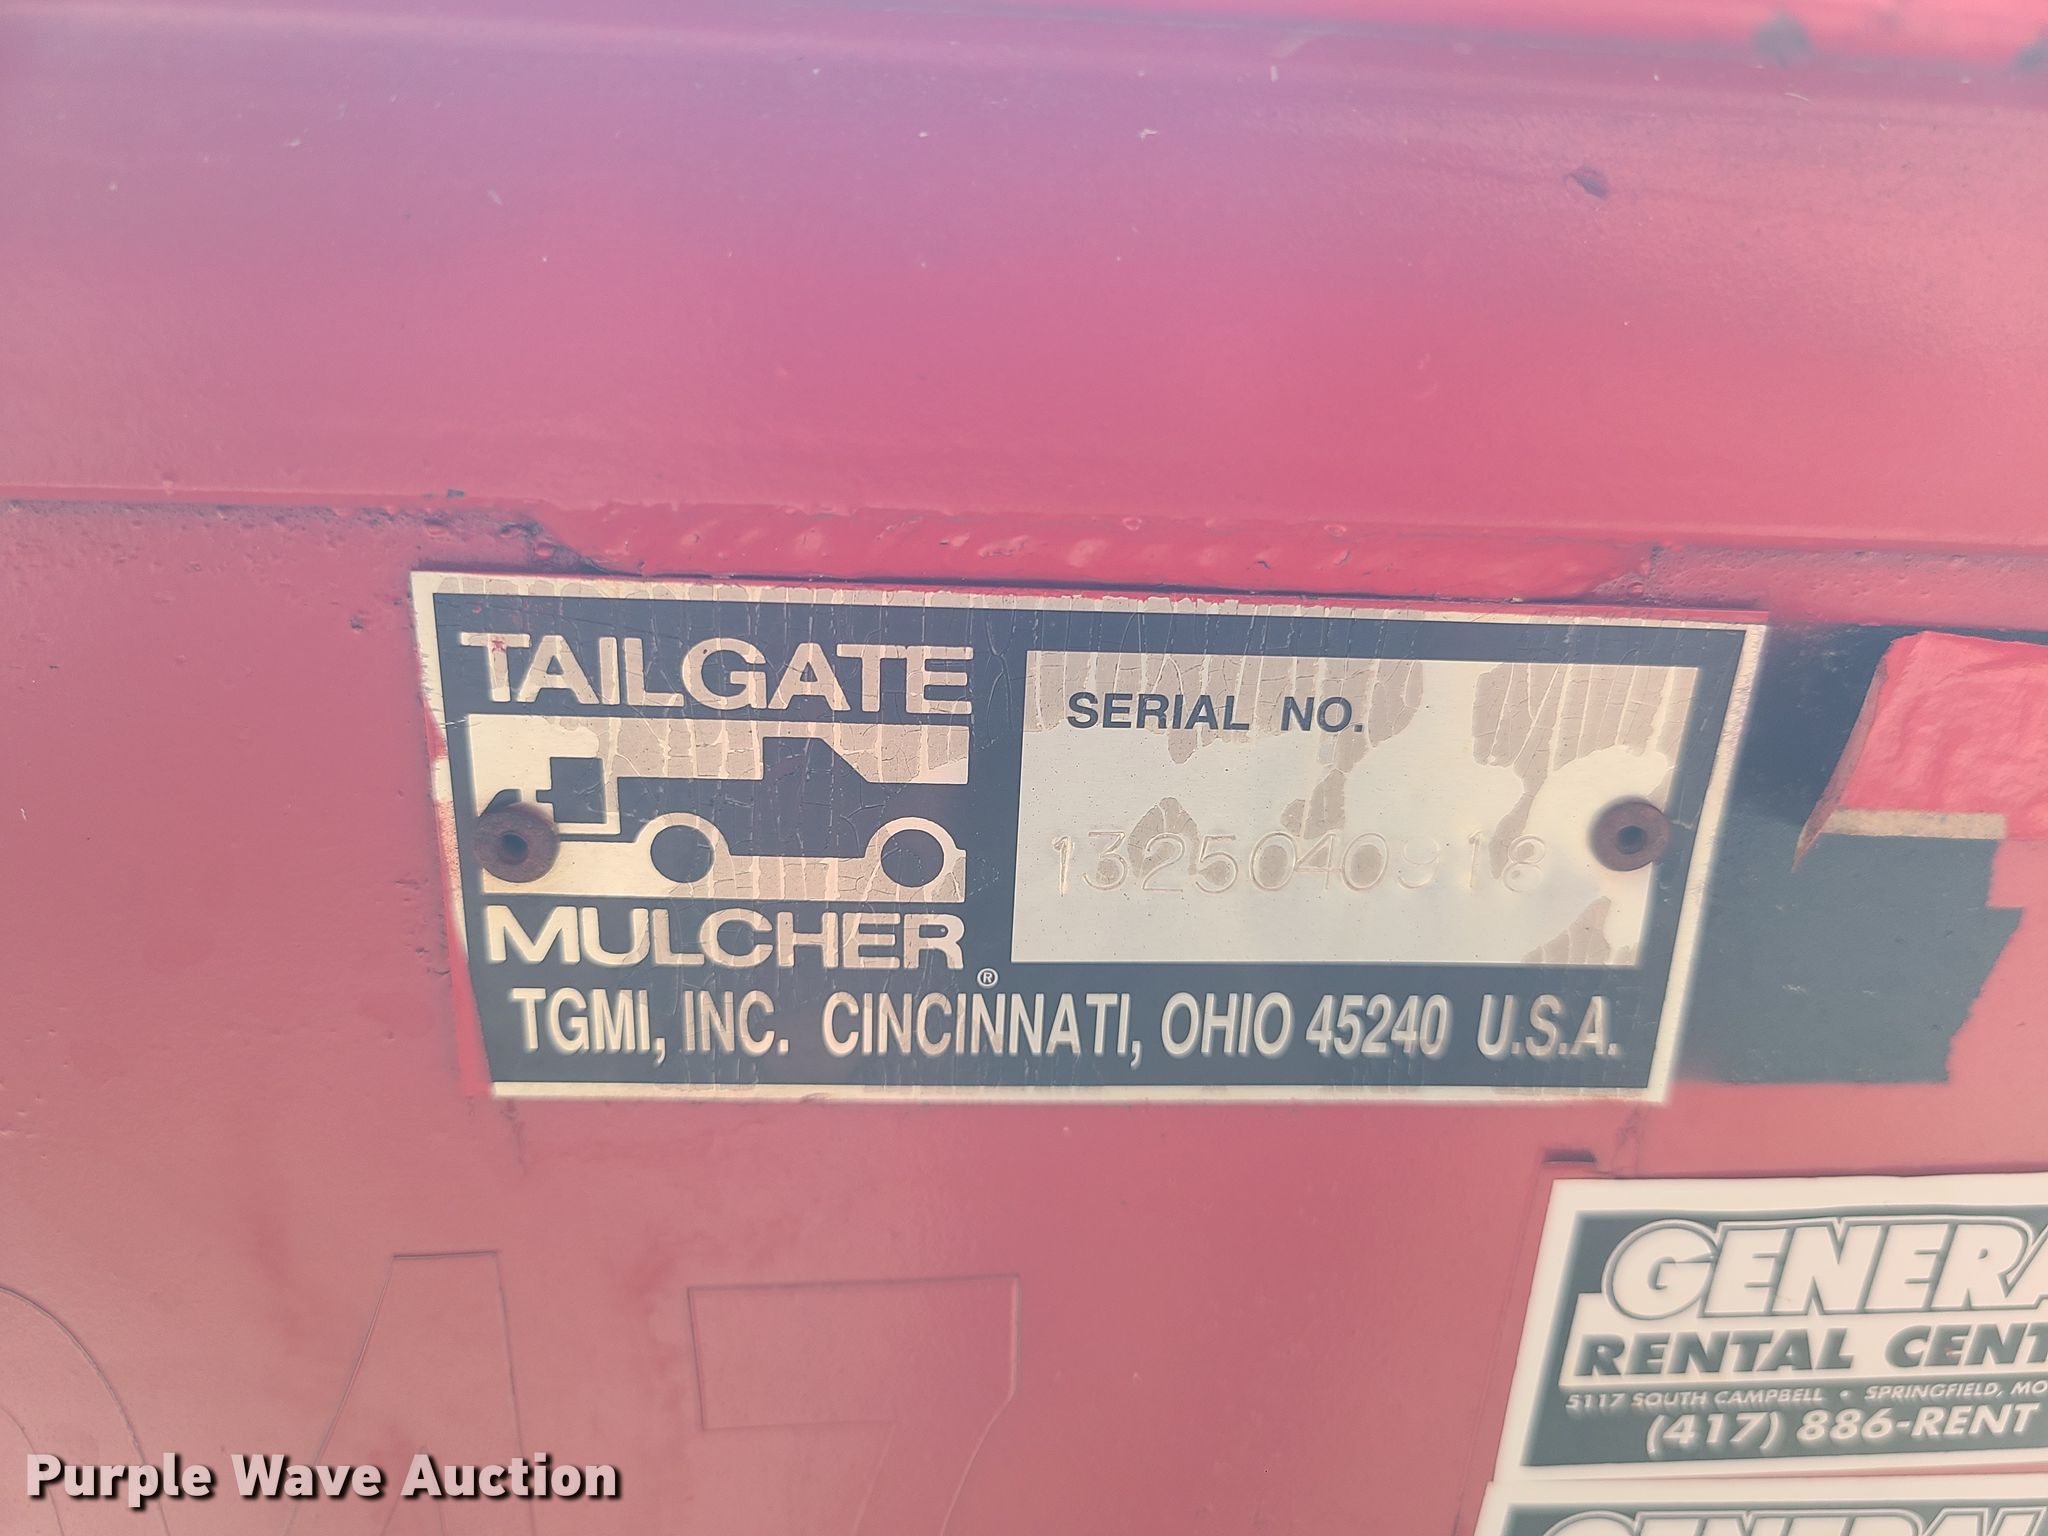 TAILGATE
MULCHER®
SERIAL NO.
1325040918
TGMI, INC. CINCINNATI, OHIO 45240 U.S.A.
GENERA
RENTAL CENT
5117 SOUTH CAMPBELL • SPRINGFIELD, MO
(417) 886-RENT
GENERAL
Purple Wave Auction